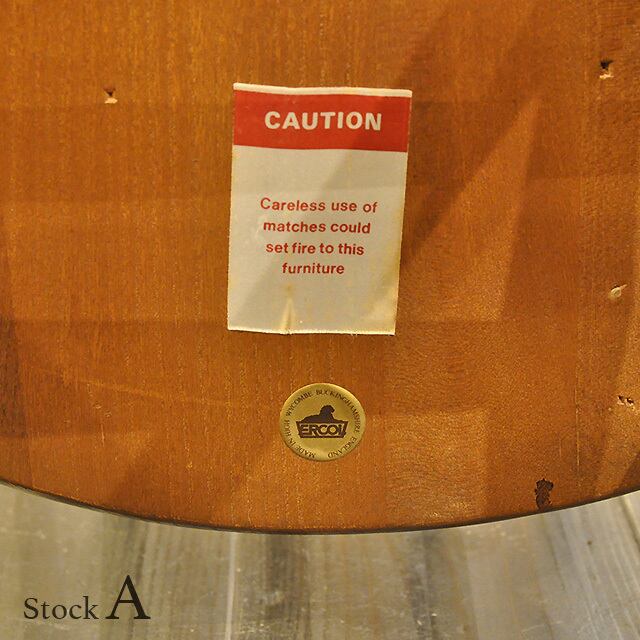 CAUTION
Careless use of
matches could
set fire to this
furniture
MADE IN HIGH WYCOMBE BUCKINGHAMSHIRE ENGLAND
ERCOL
Stock A